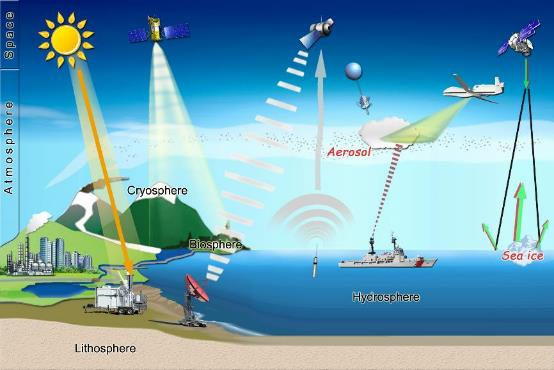 Space
Atmosphere
Aerosol
Cryosphere
Biosphere
Sea ice
Hydrosphere
Lithosphere